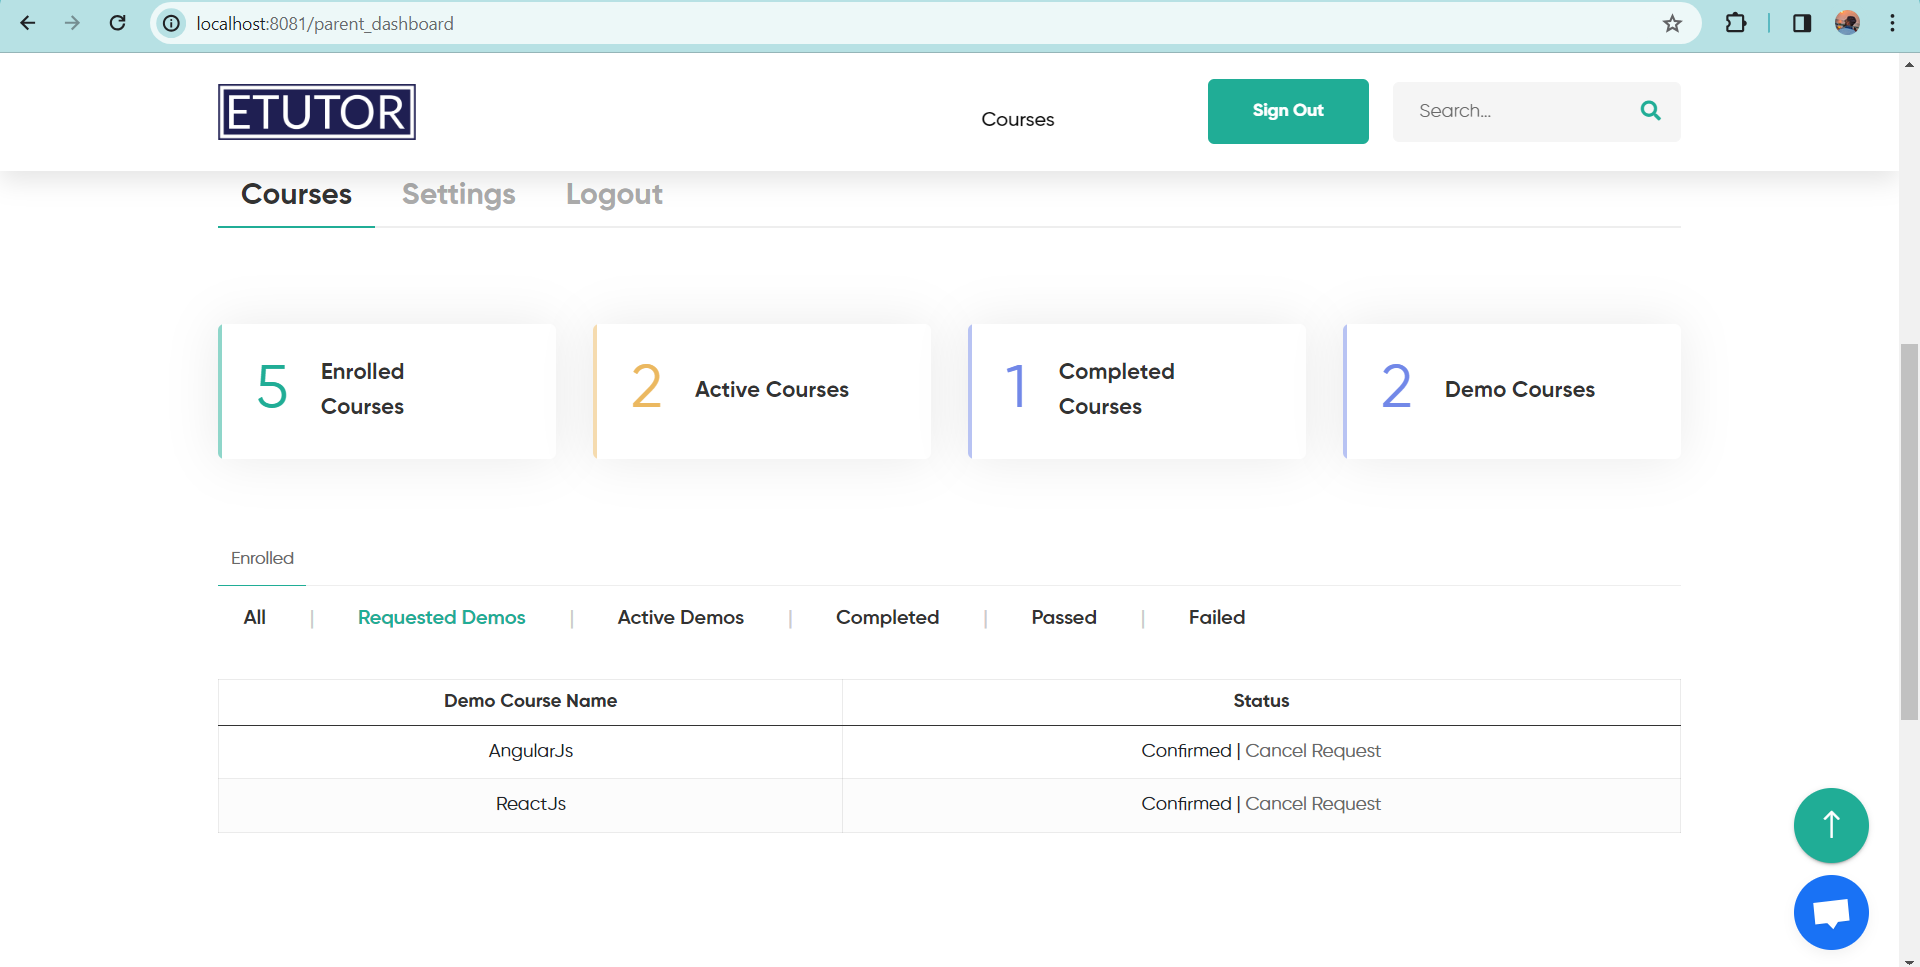 localhost:8081/parent_dashboard
ETUTOR
Courses
Sign Out
Search...
Courses Settings Logout
5 Enrolled
Courses
2 Active Courses
1 Completed
Courses
2 Demo Courses
Enrolled
All | Requested Demos | Active Demos | Completed | Passed | Failed
Demo Course Name Status
AngularJs Confirmed | Cancel Request
ReactJs Confirmed | Cancel Request